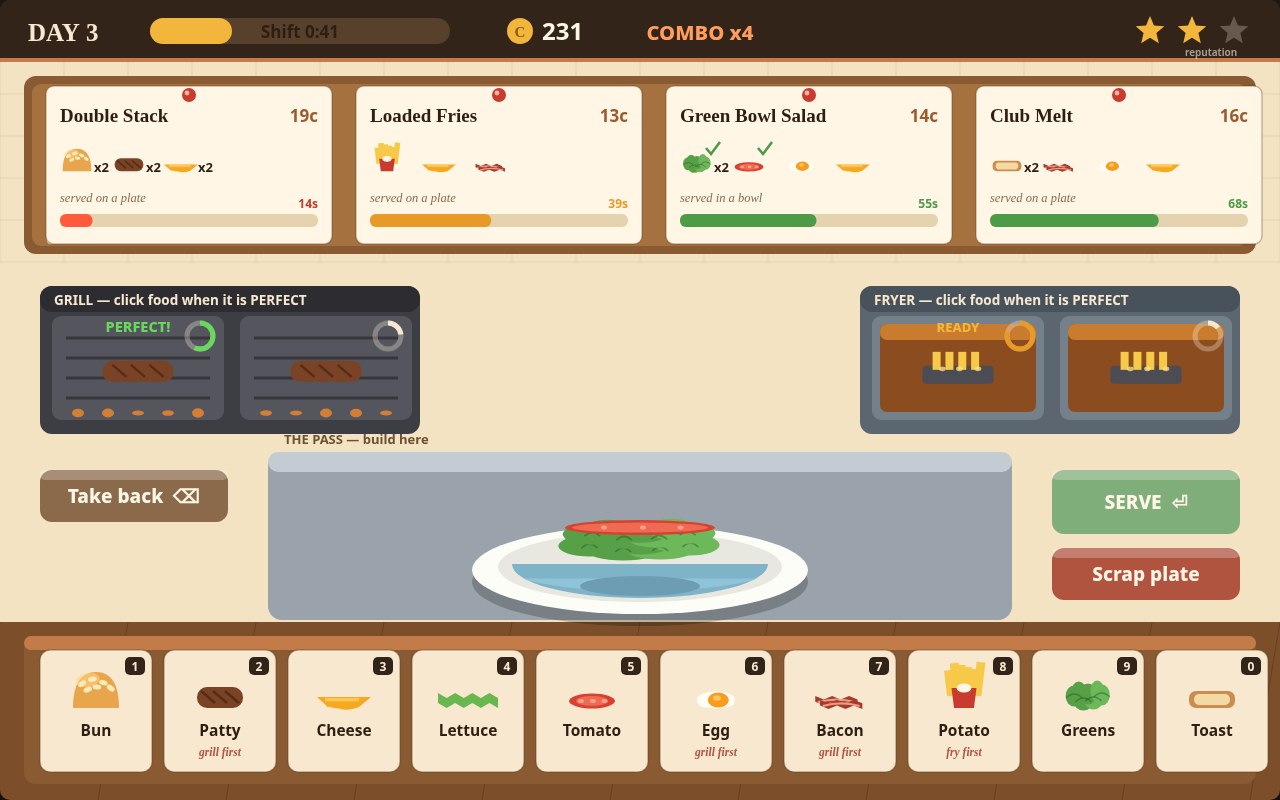 DAY 3
Shift 0:41
C 231
COMBO x4
reputation
Double Stack 19c
x2 x2 x2
served on a plate
14s
Loaded Fries 13c
served on a plate
39s
Green Bowl Salad 14c
x2
served in a bowl
55s
Club Melt 16c
x2
served on a plate
68s
GRILL — click food when it is PERFECT
PERFECT!
FRYER — click food when it is PERFECT
READY
THE PASS — build here
Take back ⌫
SERVE ⏎
Scrap plate
1
Bun
2
Patty
grill first
3
Cheese
4
Lettuce
5
Tomato
6
Egg
grill first
7
Bacon
grill first
8
Potato
fry first
9
Greens
0
Toast